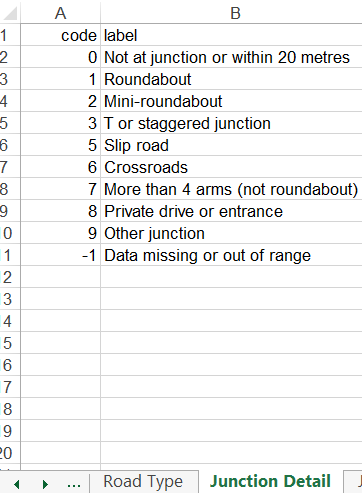 A B
1 code label
2 0 Not at junction or within 20 metres
3 1 Roundabout
4 2 Mini-roundabout
5 3 T or staggered junction
6 5 Slip road
7 6 Crossroads
8 7 More than 4 arms (not roundabout)
9 8 Private drive or entrance
0 9 Other junction
1 -1 Data missing or out of range
2
3
4
5
6
7
8
9
20
... Road Type Junction Detail